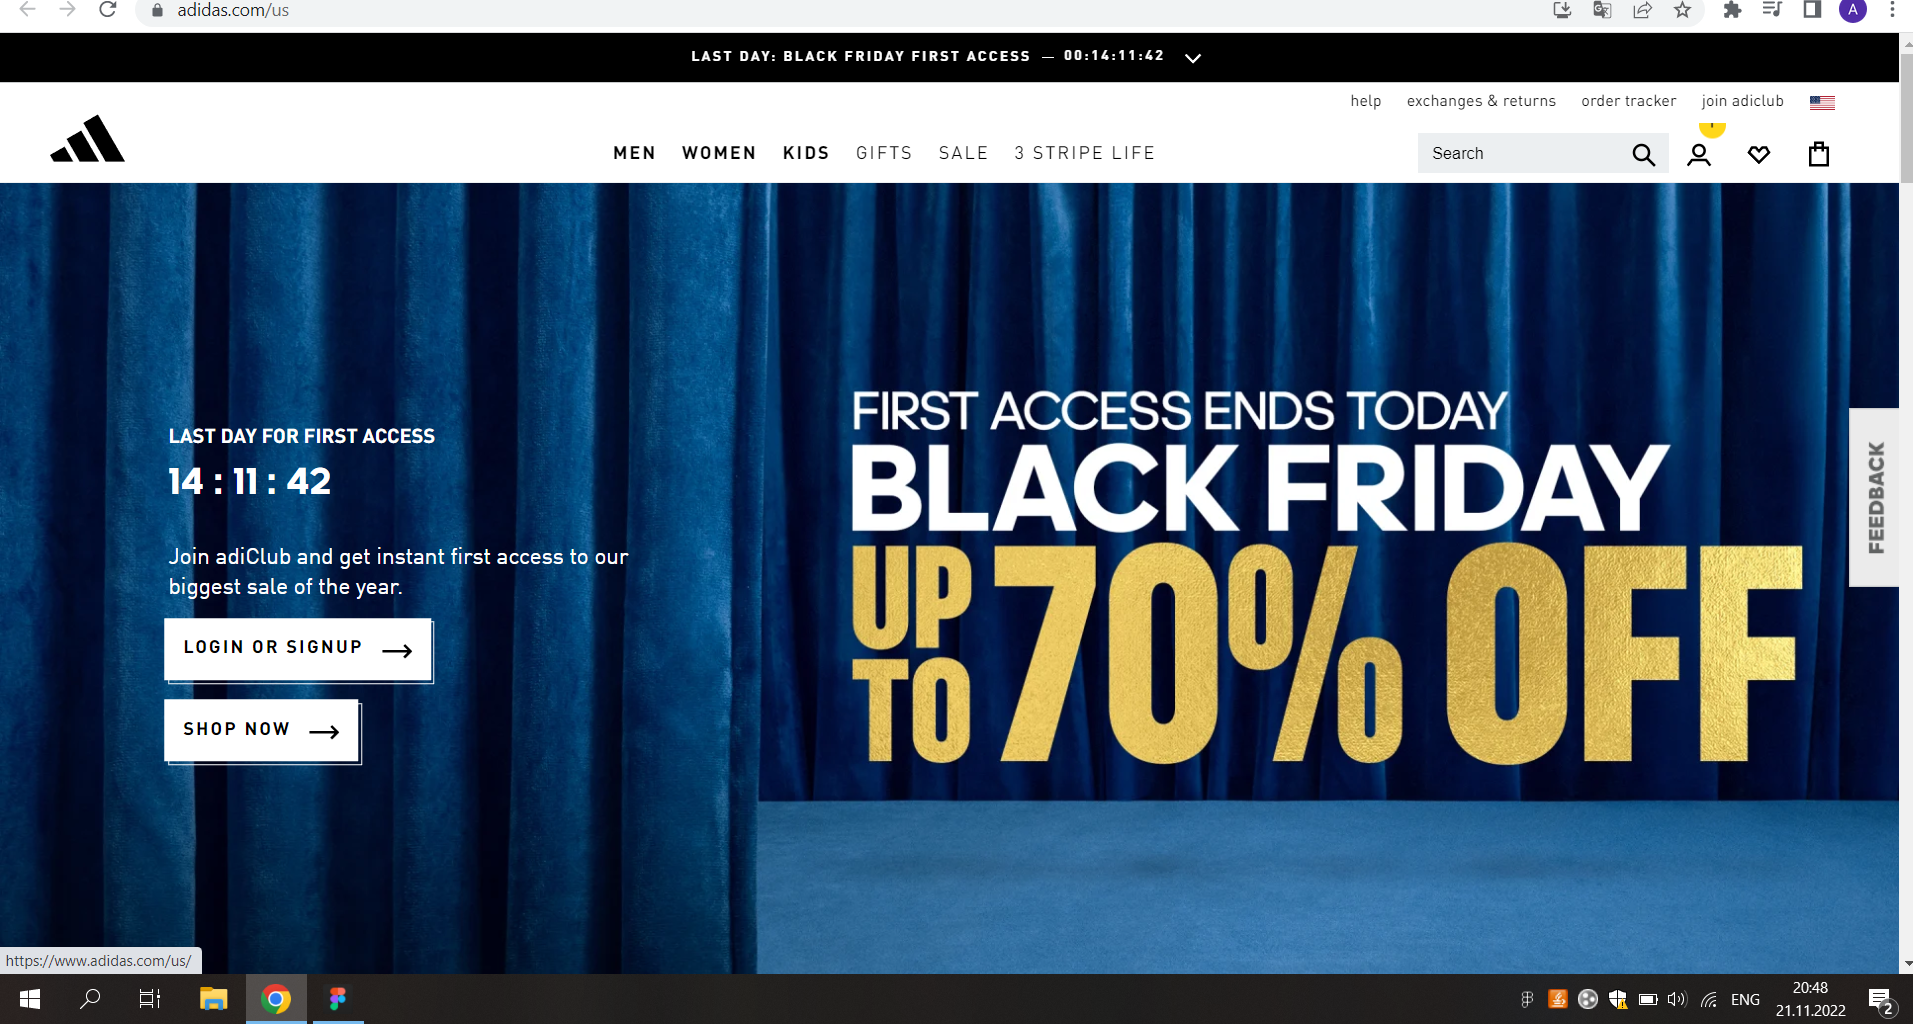 adidas.com/us
A
LAST DAY: BLACK FRIDAY FIRST ACCESS — 00:14:11:42
help exchanges & returns order tracker join adiclub
MEN WOMEN KIDS GIFTS SALE 3 STRIPE LIFE
Search
FIRST ACCESS ENDS TODAY
BLACK FRIDAY
UP TO 70% OFF
LAST DAY FOR FIRST ACCESS
14 : 11 : 42
Join adiClub and get instant first access to our
biggest sale of the year.
LOGIN OR SIGNUP
SHOP NOW
FEEDBACK
https://www.adidas.com/us/
ENG
20:48
21.11.2022
2